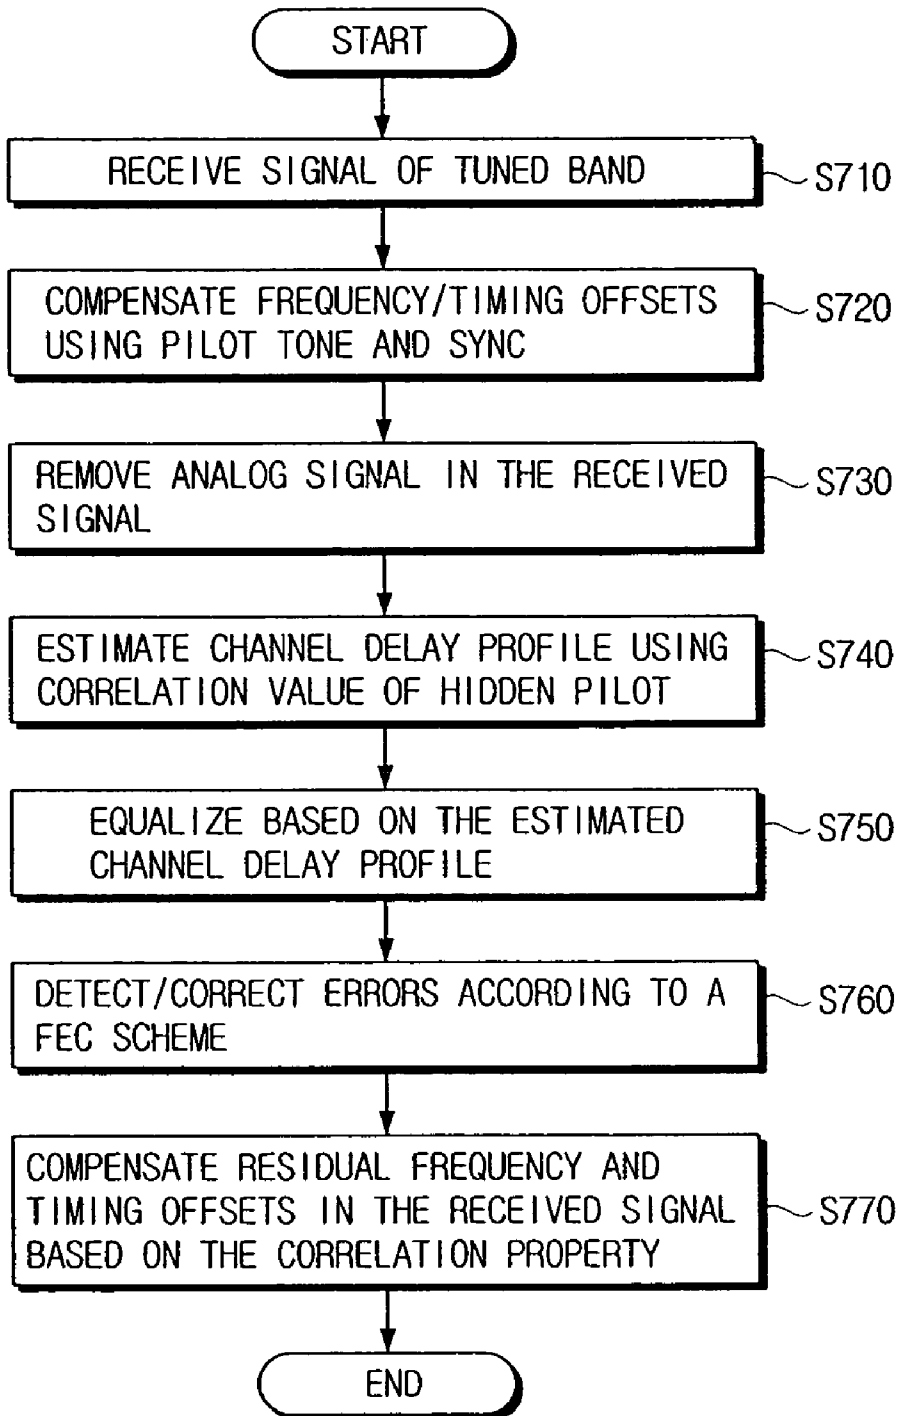 START
RECEIVE SIGNAL OF TUNED BAND
S710
COMPENSATE FREQUENCY/TIMING OFFSETS
USING PILOT TONE AND SYNC
S720
REMOVE ANALOG SIGNAL IN THE RECEIVED
SIGNAL
S730
ESTIMATE CHANNEL DELAY PROFILE USING
CORRELATION VALUE OF HIDDEN PILOT
S740
EQUALIZE BASED ON THE ESTIMATED
CHANNEL DELAY PROFILE
S750
DETECT/CORRECT ERRORS ACCORDING TO A
FEC SCHEME
S760
COMPENSATE RESIDUAL FREQUENCY AND
TIMING OFFSETS IN THE RECEIVED SIGNAL
BASED ON THE CORRELATION PROPERTY
S770
END